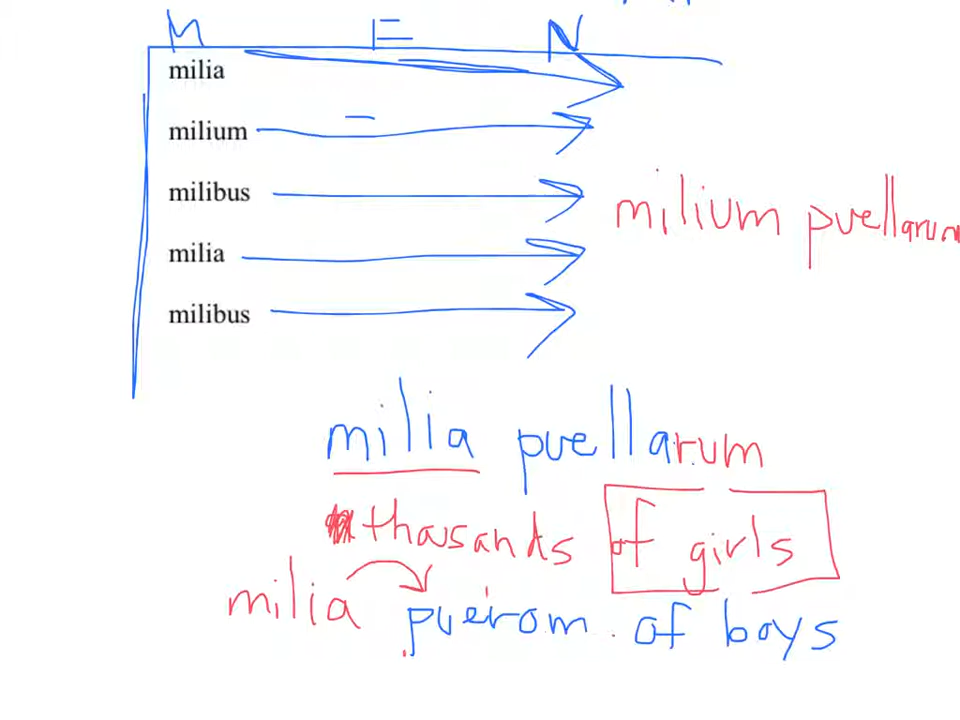 M F N
milia
milium
milibus
milium puellarum
milia
milibus
milia puellarum
thousands of girls
milia puerom of boys